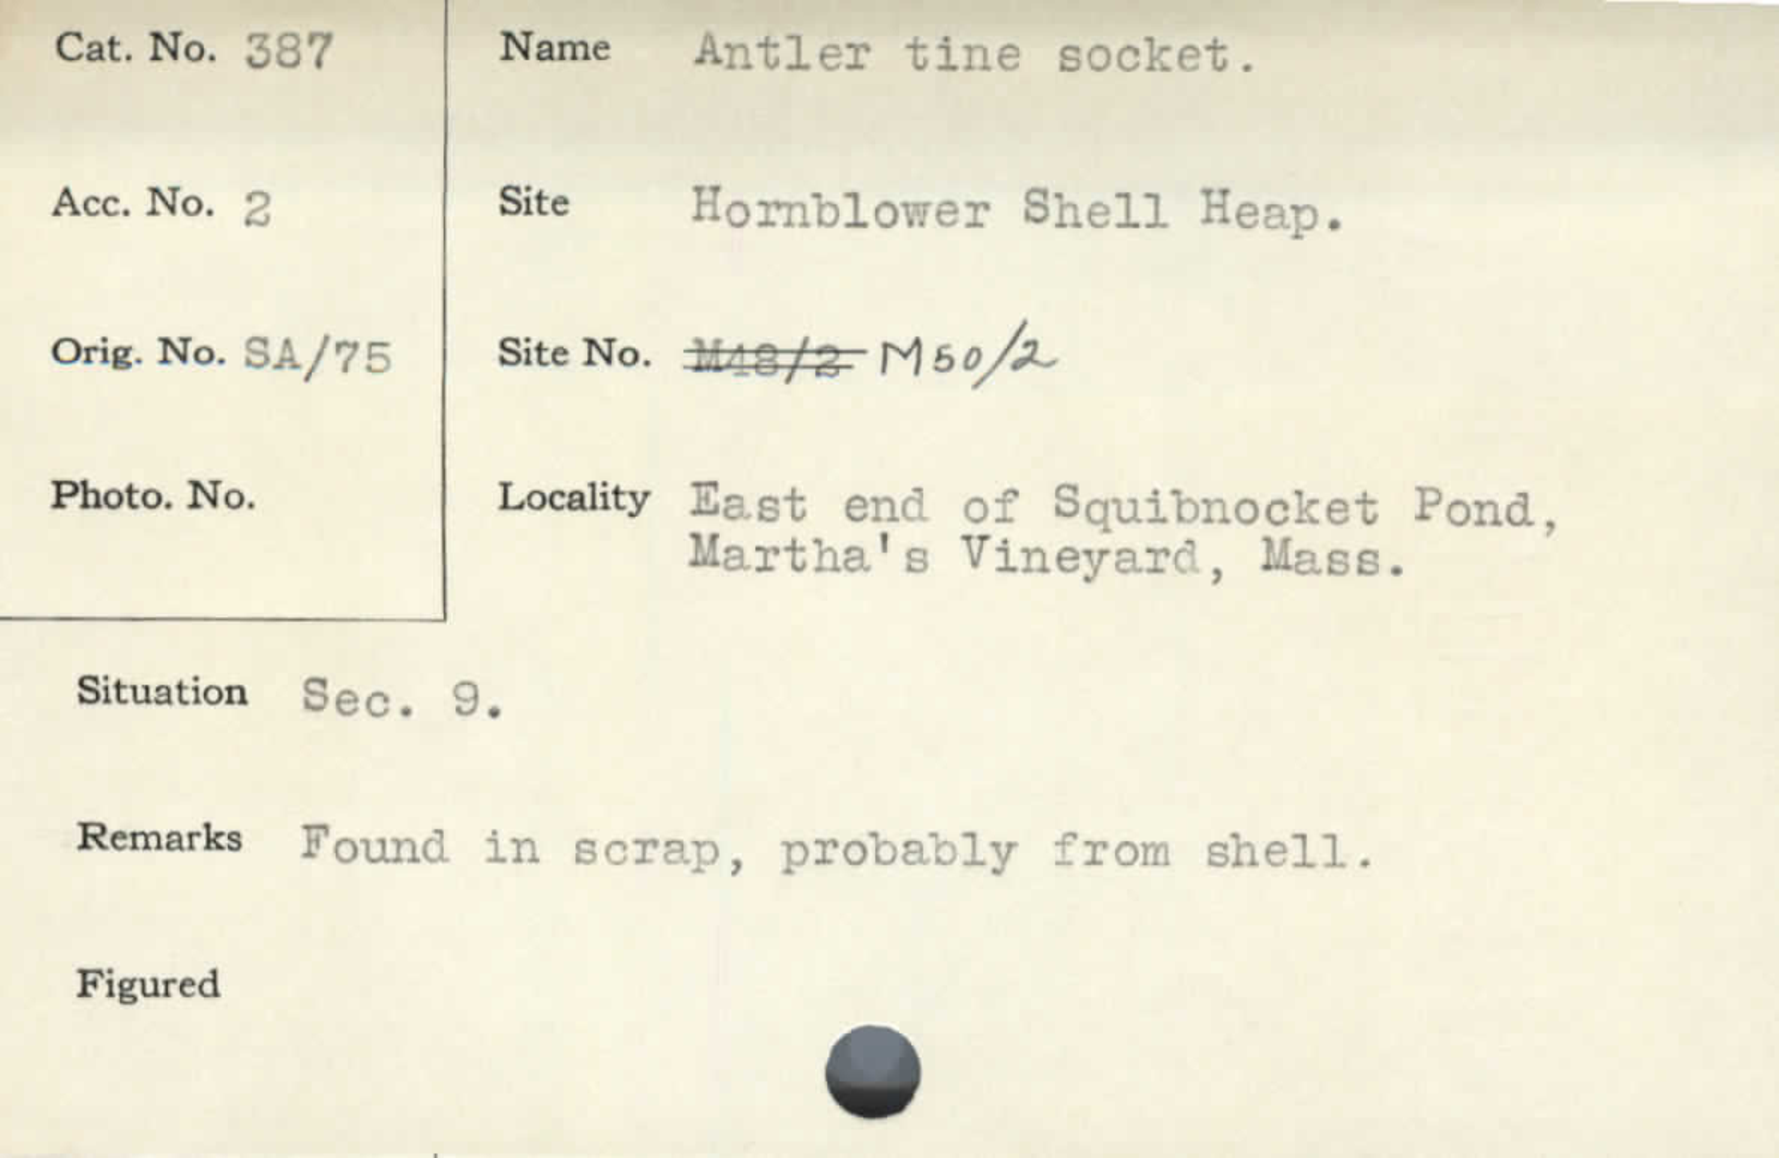 Cat. No. 387
Name Antler tine socket.
Acc. No. 2
Site Hornblower Shell Heap.
Orig. No. SA/75
Site No. M48/2 M50/2
Photo. No.
Locality East end of Squibnocket Pond,
Martha's Vineyard, Mass.
Situation Sec. 9.
Remarks Found in scrap, probably from shell.
Figured